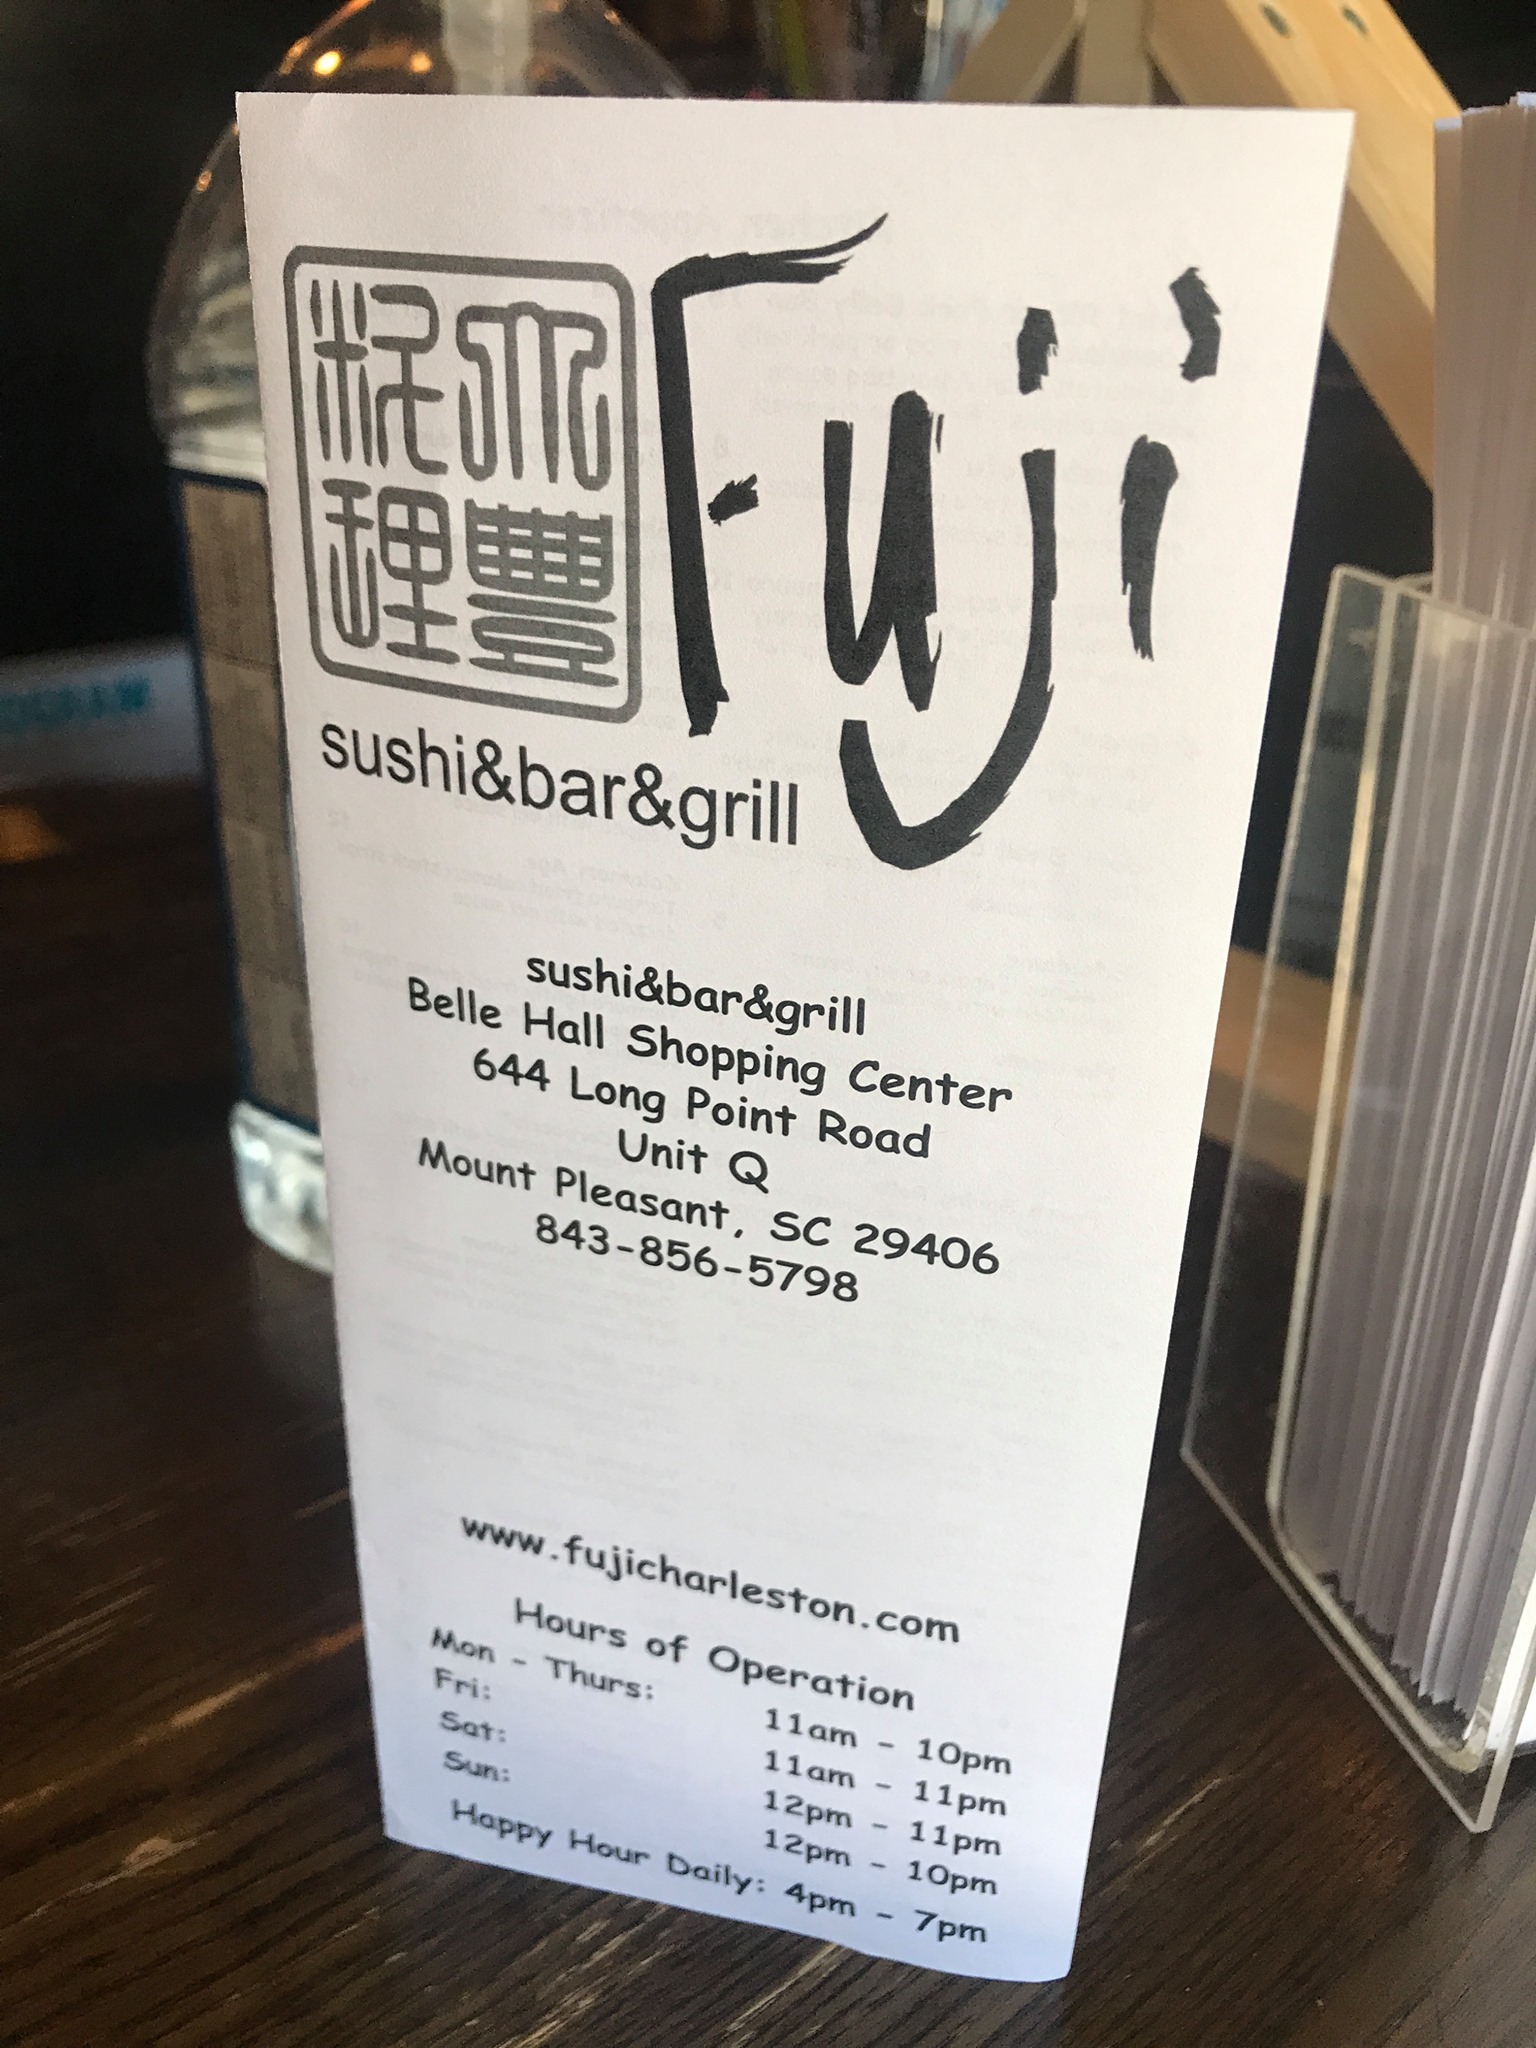 Fuji
sushi&bar&grill
sushi&bar&grill
Belle Hall Shopping Center
644 Long Point Road
Unit Q
Mount Pleasant, SC 29406
843-856-5798
www.fujicharleston.com
Hours of Operation
Mon - Thurs: 11am - 10pm
Fri: 11am - 11pm
Sat: 12pm - 11pm
Sun: 12pm - 10pm
Happy Hour Daily: 4pm - 7pm